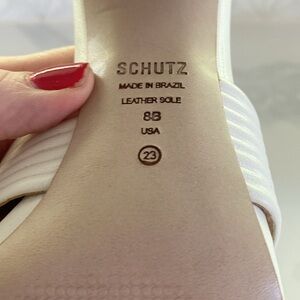 SCHUTZ
MADE IN BRAZIL
LEATHER SOLE
8B
USA
23